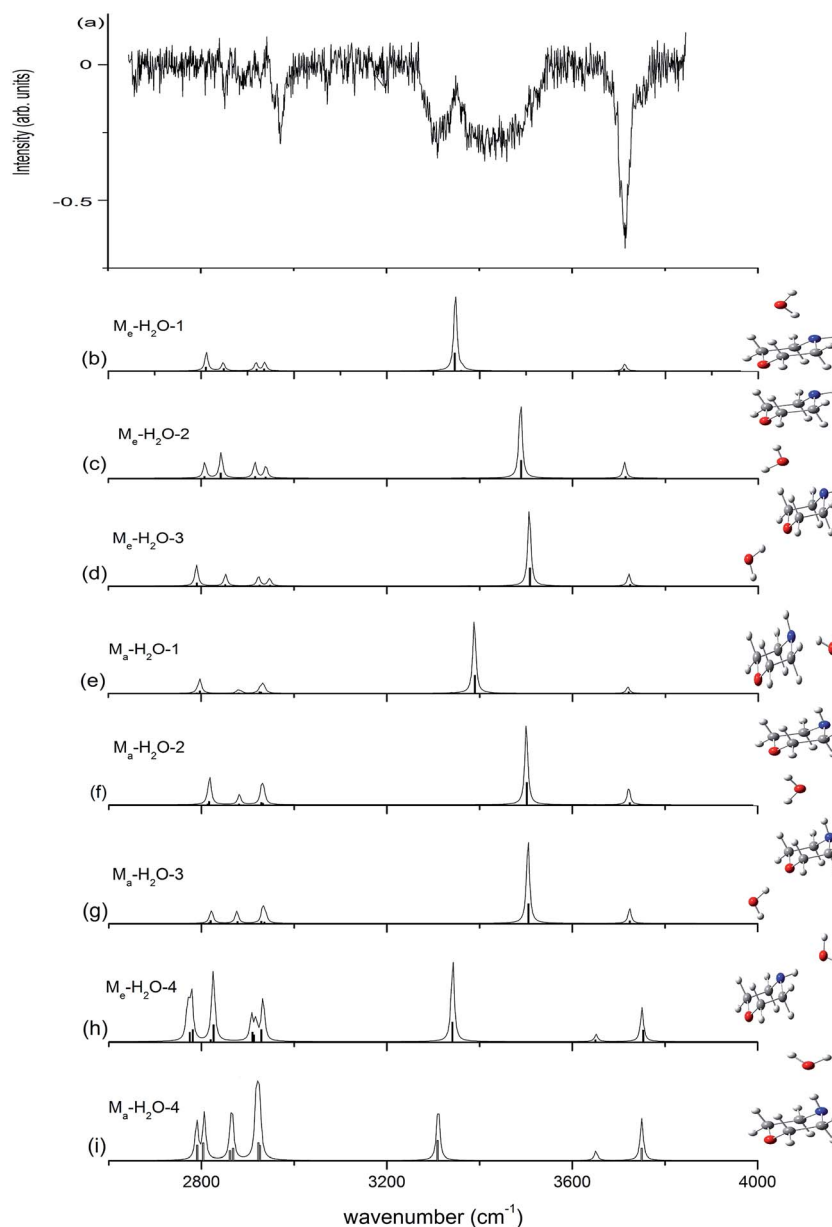 (a)
Intensity (arb. units)
0
-0.5
Me-H2O-1
(b)
Me-H2O-2
(c)
Me-H2O-3
(d)
Ma-H2O-1
(e)
Ma-H2O-2
(f)
Ma-H2O-3
(g)
Me-H2O-4
(h)
Ma-H2O-4
(i)
2800 3200 3600 4000
wavenumber (cm-1)